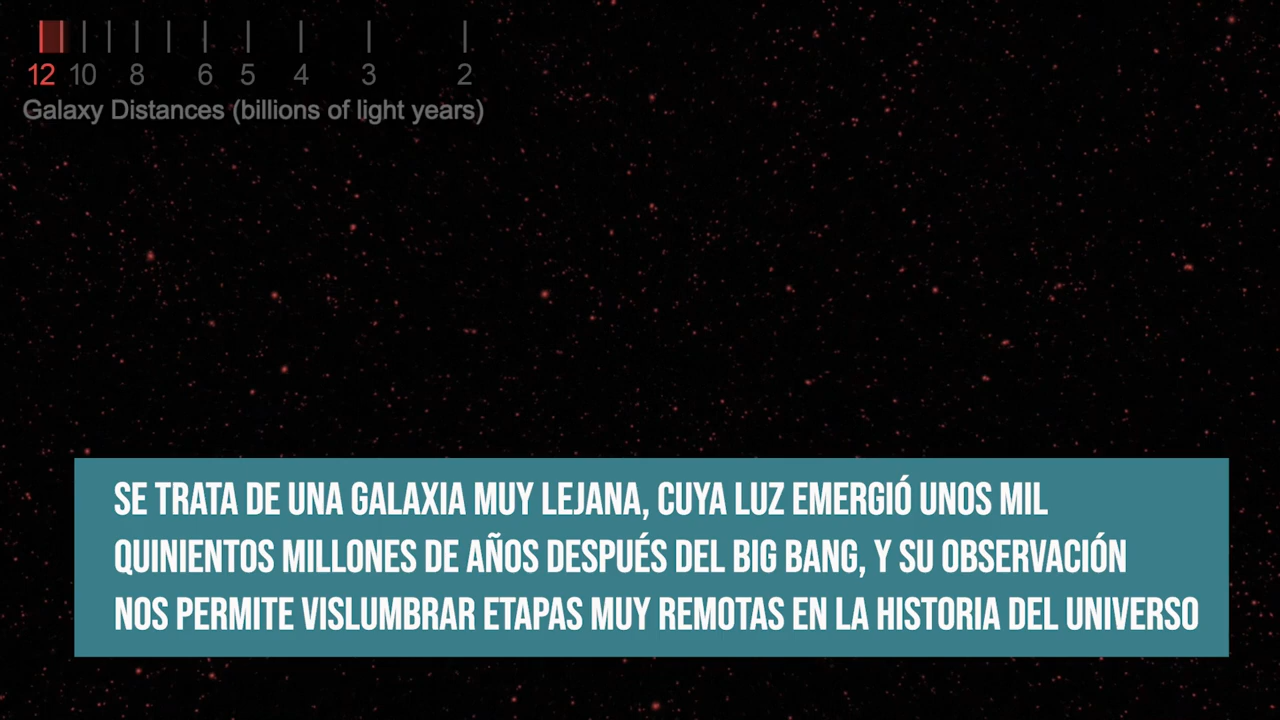 12 10 8 6 5 4 3 2
Galaxy Distances (billions of light years)
SE TRATA DE UNA GALAXIA MUY LEJANA, CUYA LUZ EMERGIÓ UNOS MIL
QUINIENTOS MILLONES DE AÑOS DESPUÉS DEL BIG BANG, Y SU OBSERVACIÓN
NOS PERMITE VISLUMBRAR ETAPAS MUY REMOTAS EN LA HISTORIA DEL UNIVERSO